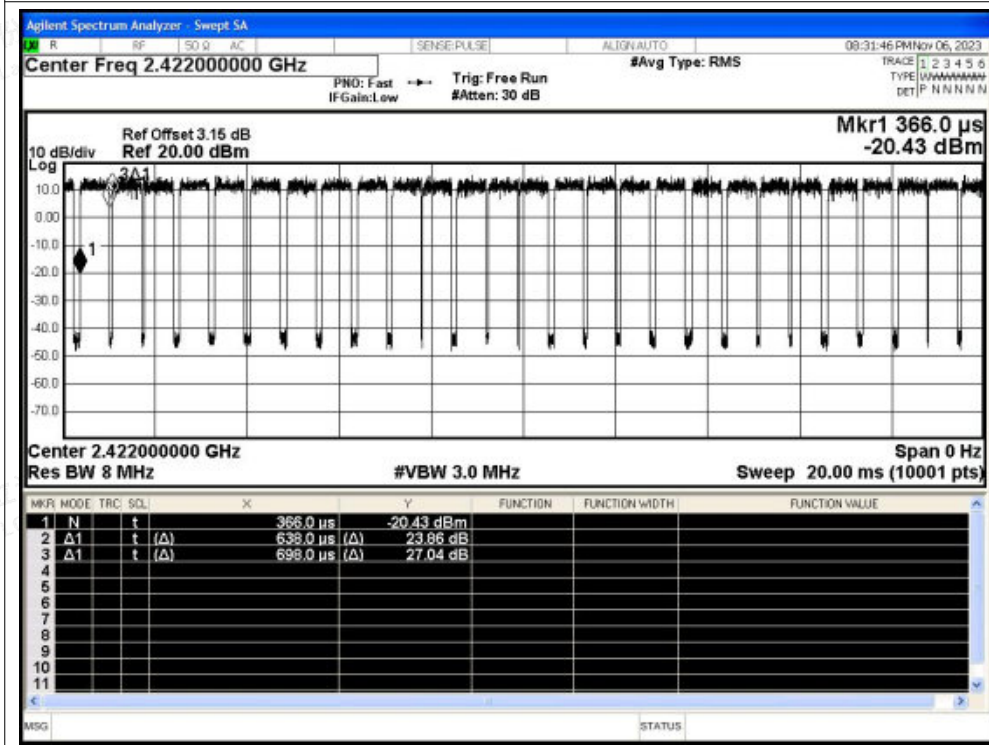 Agilent Spectrum Analyzer - Swept SA
R RF 50 Ω AC SENSE:PULSE ALIGN AUTO 08:31:46 PM Nov 06, 2023
Center Freq 2.422000000 GHz #Avg Type: RMS TRACE 1 2 3 4 5 6
PNO: Fast Trig: Free Run TYPE WWWWWW
IFGain:Low #Atten: 30 dB DET P N N N N N
Ref Offset 3.15 dB Mkr1 366.0 µs
10 dB/div Ref 20.00 dBm -20.43 dBm
Log
3Δ1
10.0
0.00
1
-10.0
-20.0
-30.0
-40.0
-50.0
-60.0
-70.0
Center 2.422000000 GHz Span 0 Hz
Res BW 8 MHz #VBW 3.0 MHz Sweep 20.00 ms (10001 pts)
MKR MODE TRC SCL X Y FUNCTION FUNCTION WIDTH FUNCTION VALUE
1 N t 366.0 µs -20.43 dBm
2 Δ1 t (Δ) 638.0 µs (Δ) 23.86 dB
3 Δ1 t (Δ) 698.0 µs (Δ) 27.04 dB
4
5
6
7
8
9
10
11
MSG STATUS